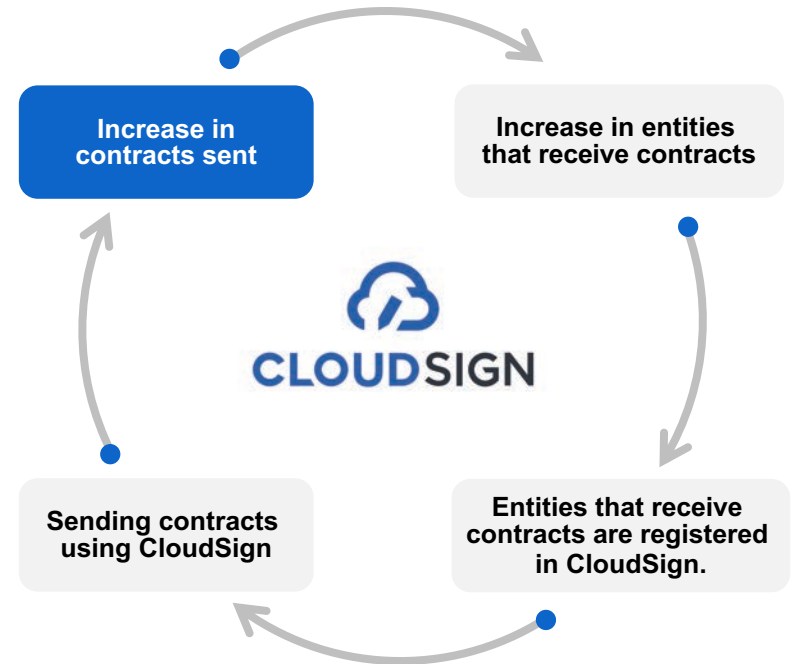 Increase in
contracts sent
Increase in entities
that receive contracts
CLOUDSIGN
Sending contracts
using CloudSign
Entities that receive
contracts are registered
in CloudSign.